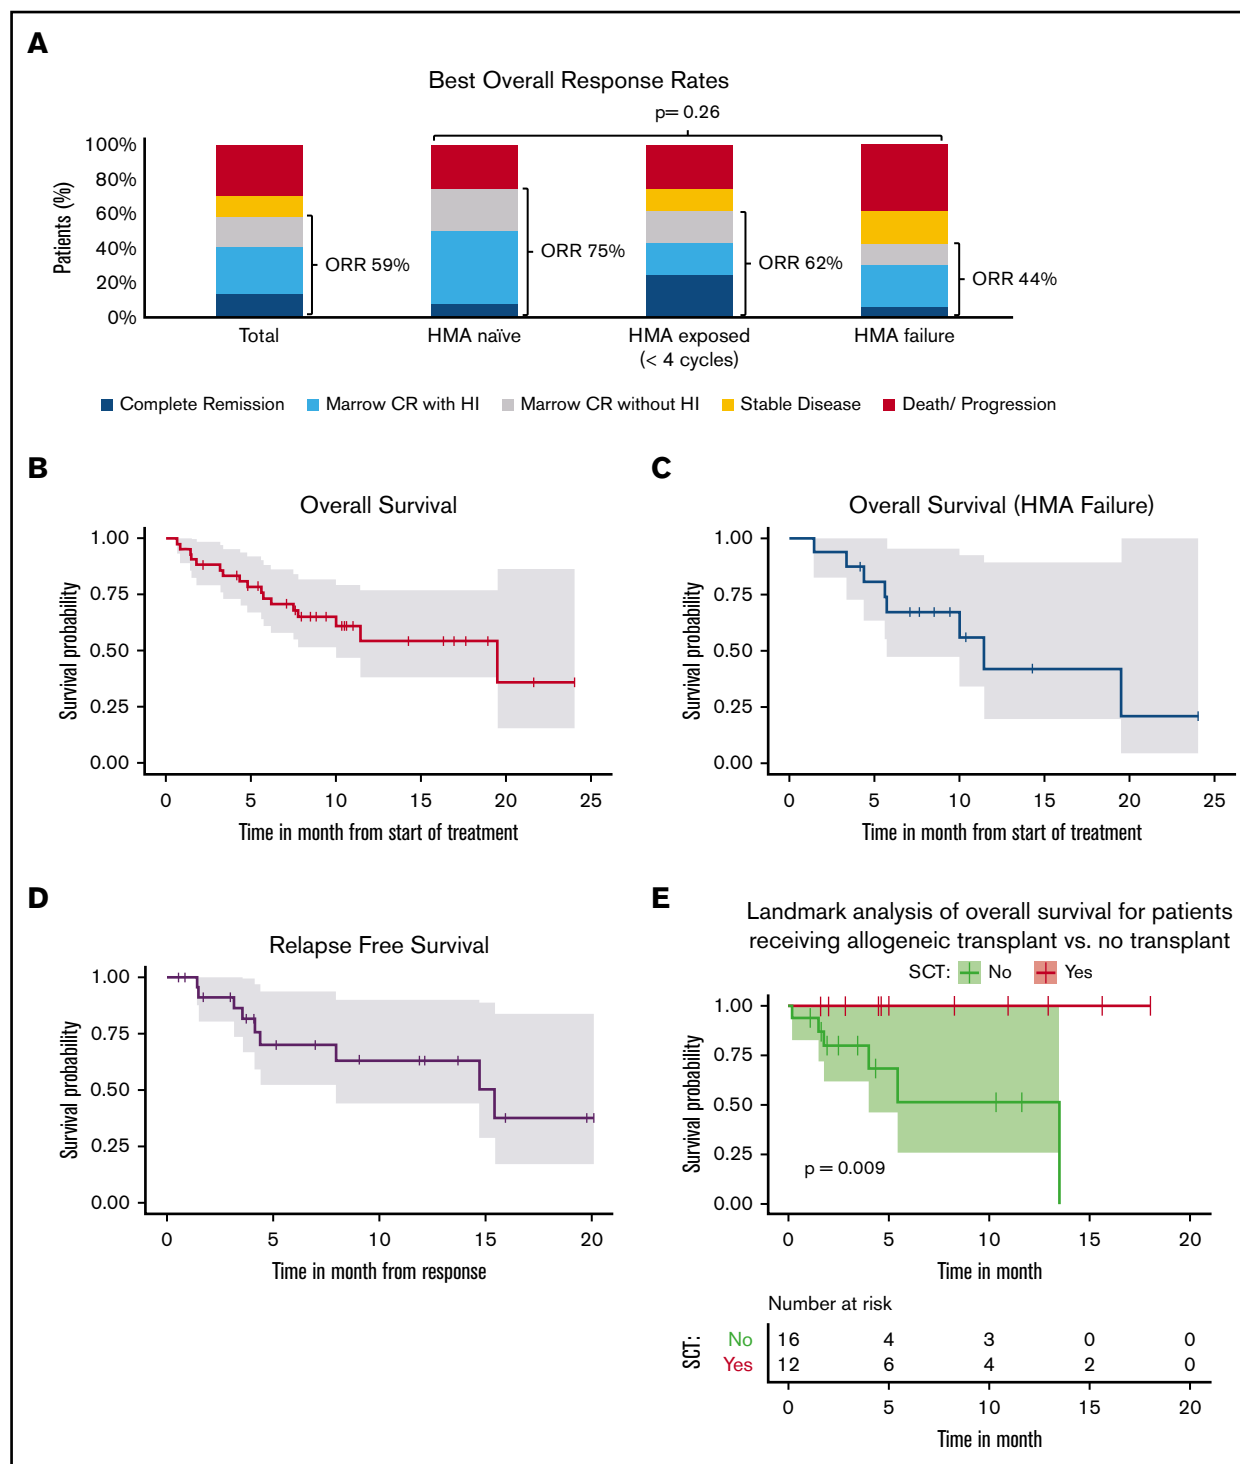 A
Best Overall Response Rates
p= 0.26
Patients (%)
100%
80%
60%
40%
20%
0%
ORR 59%
ORR 75%
ORR 62%
ORR 44%
Total
HMA naïve
HMA exposed
(< 4 cycles)
HMA failure
Complete Remission
Marrow CR with HI
Marrow CR without HI
Stable Disease
Death/ Progression
B
Overall Survival
Survival probability
1.00
0.75
0.50
0.25
0.00
0 5 10 15 20 25
Time in month from start of treatment
C
Overall Survival (HMA Failure)
Survival probability
1.00
0.75
0.50
0.25
0.00
0 5 10 15 20 25
Time in month from start of treatment
D
Relapse Free Survival
Survival probability
1.00
0.75
0.50
0.25
0.00
0 5 10 15 20
Time in month from response
E
Landmark analysis of overall survival for patients
receiving allogeneic transplant vs. no transplant
SCT: No Yes
Survival probability
1.00
0.75
0.50
0.25
0.00
p = 0.009
0 5 10 15 20
Time in month
Number at risk
SCT:
No 16 4 3 0 0
Yes 12 6 4 2 0
0 5 10 15 20
Time in month